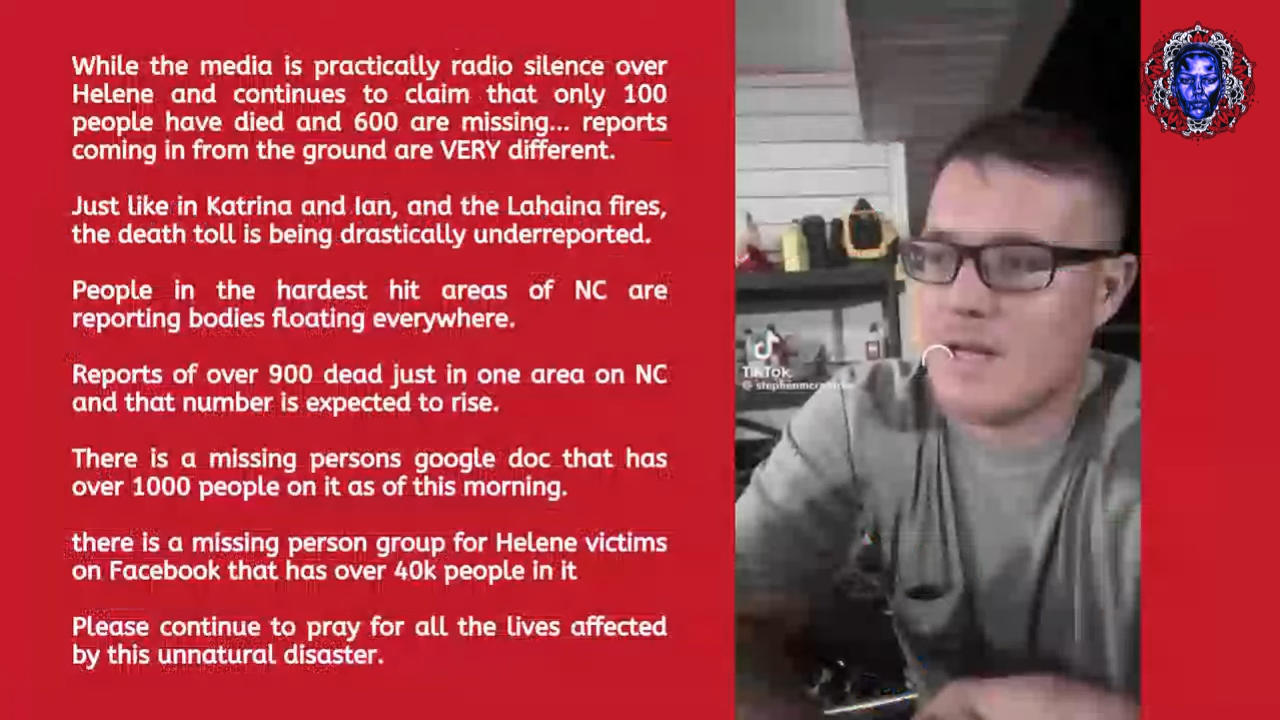 While the media is practically radio silence over
Helene and continues to claim that only 100
people have died and 600 are missing... reports
coming in from the ground are VERY different.
Just like in Katrina and Ian, and the Lahaina fires,
the death toll is being drastically underreported.
People in the hardest hit areas of NC are
reporting bodies floating everywhere.
Reports of over 900 dead just in one area on NC
and that number is expected to rise.
There is a missing persons google doc that has
over 1000 people on it as of this morning.
there is a missing person group for Helene victims
on Facebook that has over 40k people in it
Please continue to pray for all the lives affected
by this unnatural disaster.
TikTok